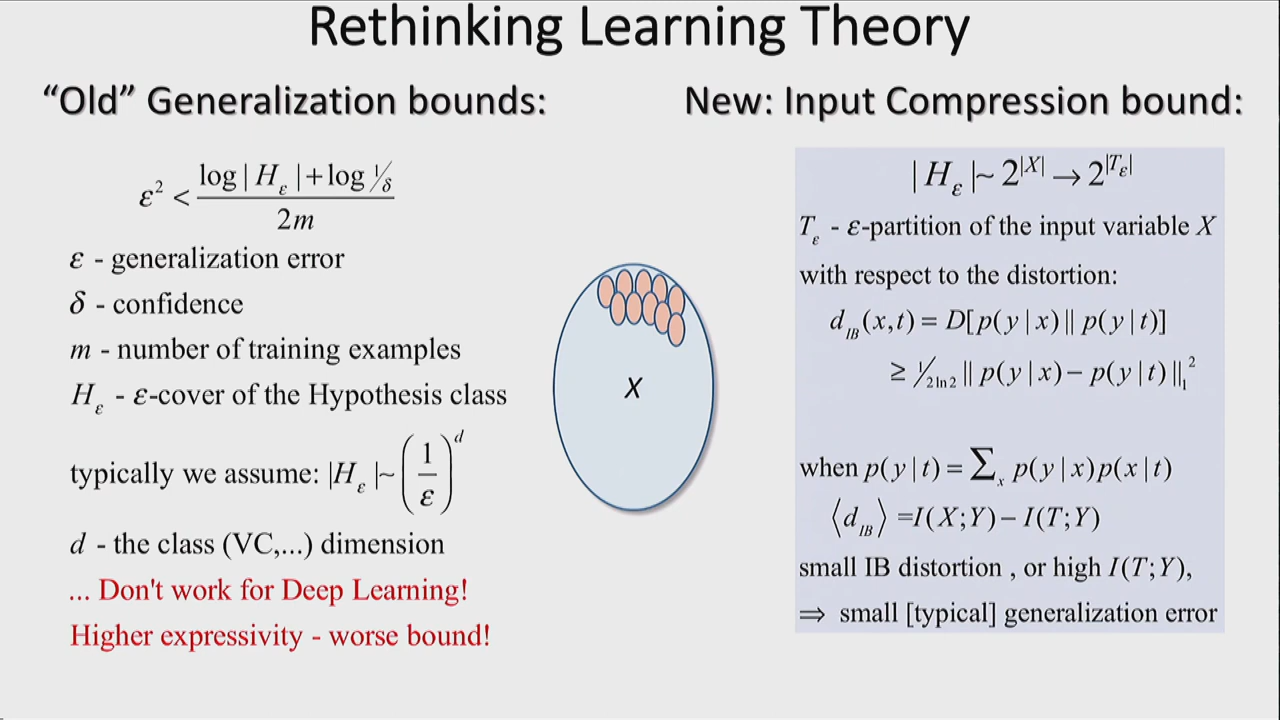 Rethinking Learning Theory
“Old” Generalization bounds:
ε² < (log|H_ε|+log 1/δ) / 2m
ε - generalization error
δ - confidence
m - number of training examples
H_ε - ε-cover of the Hypothesis class
typically we assume: |H_ε|~(1/ε)^d
d - the class (VC,...) dimension
... Don't work for Deep Learning!
Higher expressivity - worse bound!
X
New: Input Compression bound:
|H_ε|~ 2^|X| → 2^|T_ε|
T_ε - ε-partition of the input variable X
with respect to the distortion:
d_IB(x,t) = D[p(y|x)||p(y|t)]
≥ 1/2ln2 ||p(y|x)− p(y|t)||₁²
when p(y|t) = ∑_x p(y|x)p(x|t)
⟨d_IB⟩ =I(X;Y)− I(T;Y)
small IB distortion , or high I(T;Y),
⇒ small [typical] generalization error